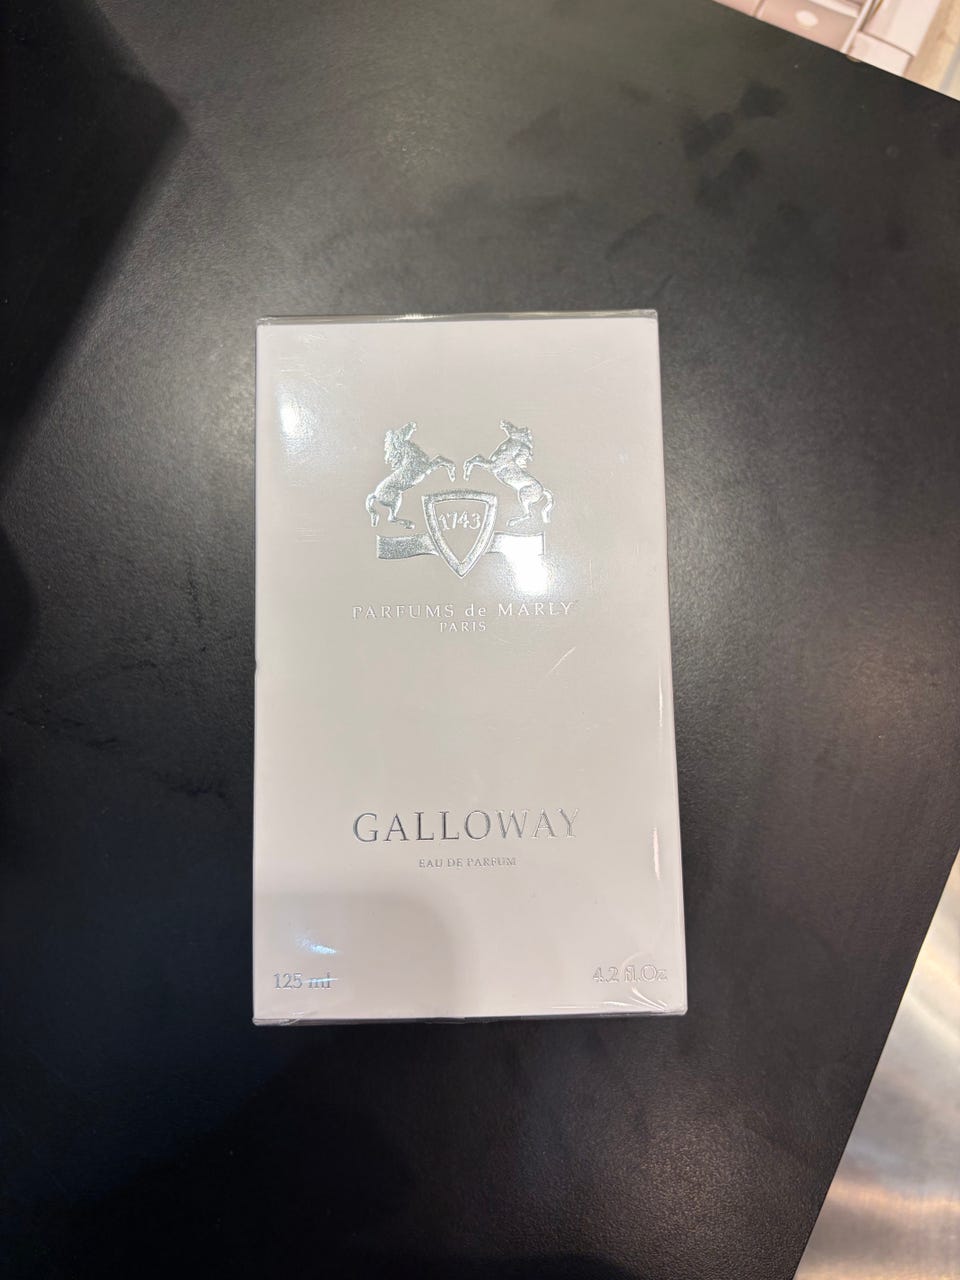 1743
PARFUMS de MARLY
PARIS
GALLOWAY
EAU DE PARFUM
125 ml
4.2 fl.Oz